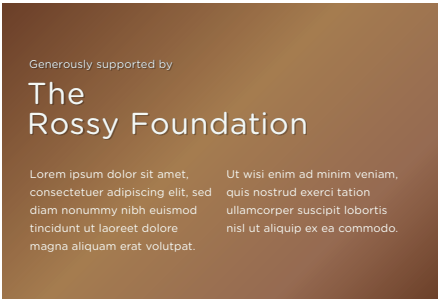 Generously supported by
The
Rossy Foundation
Lorem ipsum dolor sit amet,
consectetuer adipiscing elit, sed
diam nonummy nibh euismod
tincidunt ut laoreet dolore
magna aliquam erat volutpat.
Ut wisi enim ad minim veniam,
quis nostrud exerci tation
ullamcorper suscipit lobortis
nisl ut aliquip ex ea commodo.